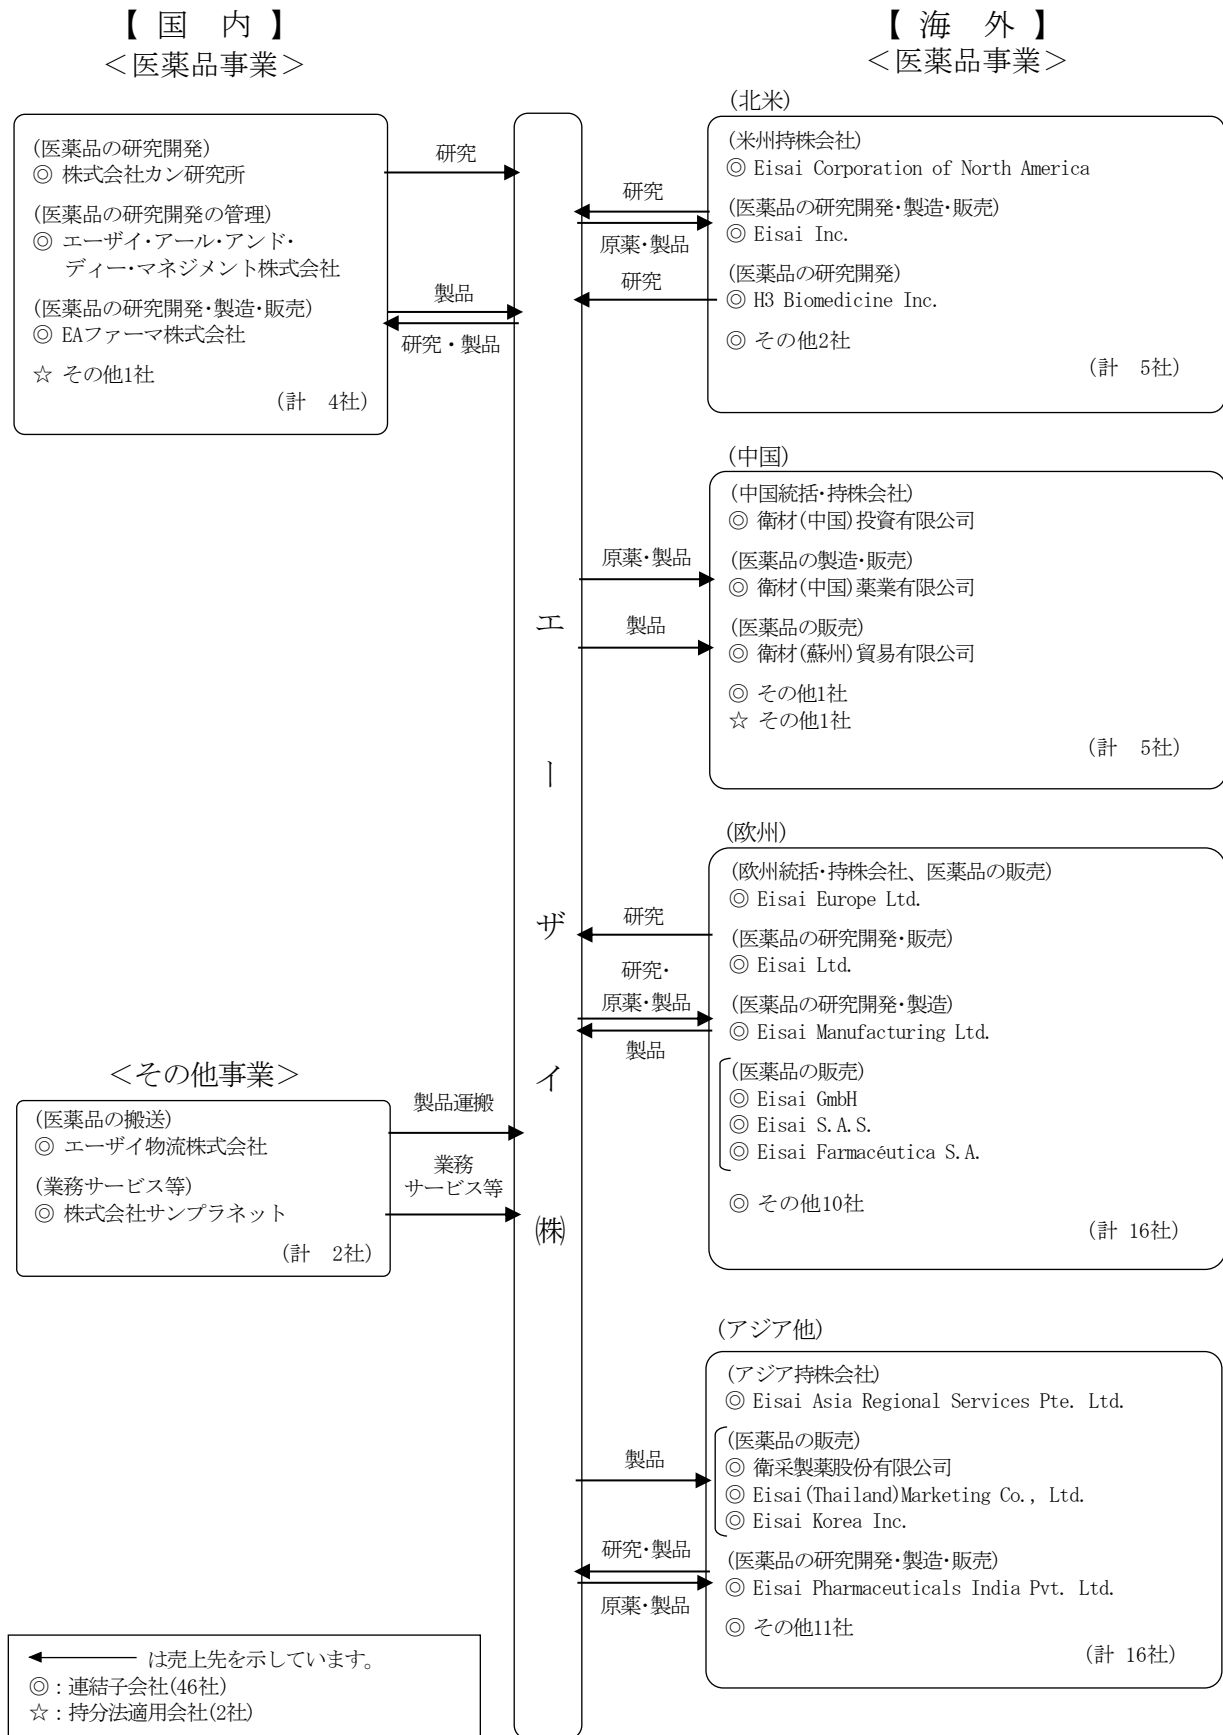 【 国 内 】
＜医薬品事業＞
(医薬品の研究開発)
◎ 株式会社カン研究所
(医薬品の研究開発の管理)
◎ エーザイ･アール･アンド･
ディー･マネジメント株式会社
(医薬品の研究開発･製造･販売)
◎ EAファーマ株式会社
☆ その他1社
(計 4社)
研究
製品
研究・製品
＜その他事業＞
(医薬品の搬送)
◎ エーザイ物流株式会社
(業務サービス等)
◎ 株式会社サンプラネット
(計 2社)
製品運搬
業務
サービス等
エーザイ㈱
【 海 外 】
＜医薬品事業＞
(北米)
(米州持株会社)
◎ Eisai Corporation of North America
(医薬品の研究開発･製造･販売)
◎ Eisai Inc.
(医薬品の研究開発)
◎ H3 Biomedicine Inc.
◎ その他2社
(計 5社)
研究
原薬･製品
研究
(中国)
(中国統括･持株会社)
◎ 衛材(中国)投資有限公司
(医薬品の製造･販売)
◎ 衛材(中国)薬業有限公司
(医薬品の販売)
◎ 衛材(蘇州)貿易有限公司
◎ その他1社
☆ その他1社
(計 5社)
原薬･製品
製品
(欧州)
(欧州統括･持株会社、医薬品の販売)
◎ Eisai Europe Ltd.
(医薬品の研究開発･販売)
◎ Eisai Ltd.
(医薬品の研究開発･製造)
◎ Eisai Manufacturing Ltd.
(医薬品の販売)
◎ Eisai GmbH
◎ Eisai S.A.S.
◎ Eisai Farmacéutica S.A.
◎ その他10社
(計 16社)
研究
研究･
原薬･製品
製品
(アジア他)
(アジア持株会社)
◎ Eisai Asia Regional Services Pte. Ltd.
(医薬品の販売)
◎ 衛采製薬股份有限公司
◎ Eisai(Thailand)Marketing Co., Ltd.
◎ Eisai Korea Inc.
(医薬品の研究開発･製造･販売)
◎ Eisai Pharmaceuticals India Pvt. Ltd.
◎ その他11社
(計 16社)
製品
研究･製品
原薬･製品
は売上先を示しています。
◎：連結子会社(46社)
☆：持分法適用会社(2社)